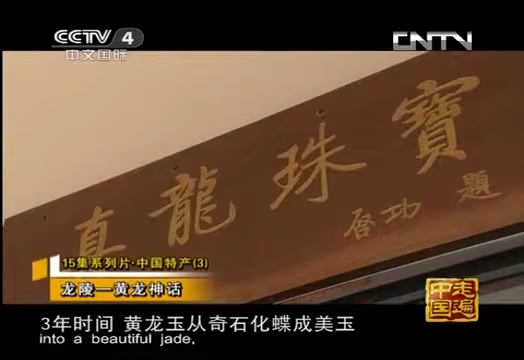 CCTV 4
中文国际
CNTV
真龍珠寶
啓功 題
15集系列片·中国特产(3)
龙陵—黄龙神话
走遍中国
3年时间 黄龙玉从奇石化蝶成美玉
into a beautiful jade,